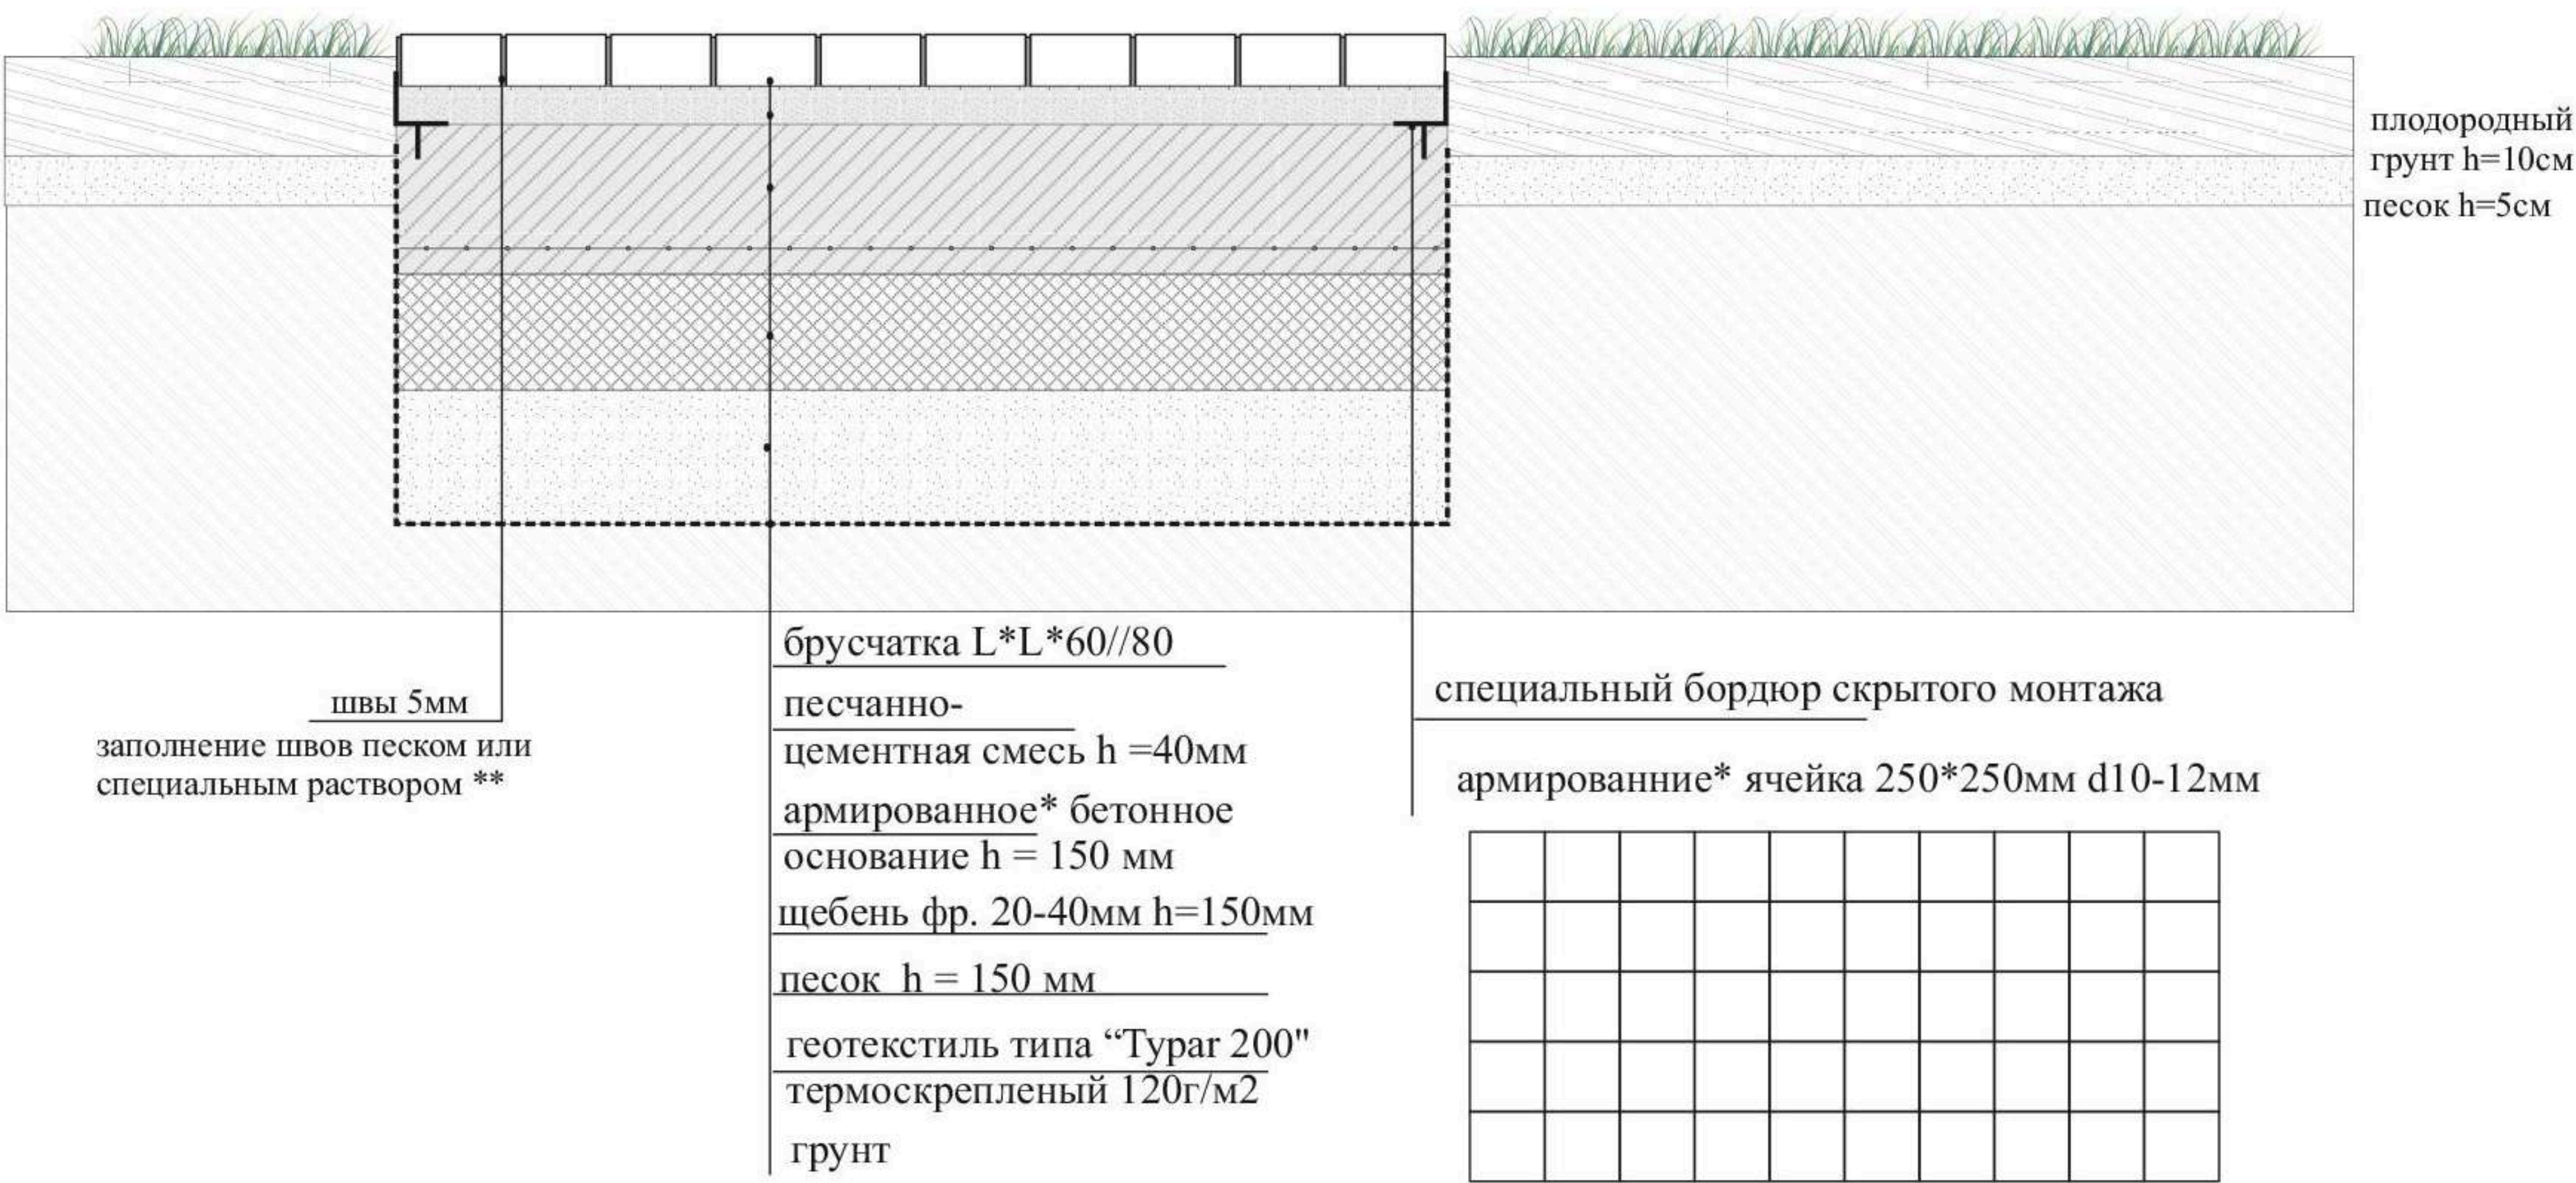 плодородный
грунт h=10см
песок h=5см
брусчатка L*L*60//80
песчанно-
цементная смесь h =40мм
армированное* бетонное
основание h = 150 мм
щебень фр. 20-40мм h=150мм
песок h = 150 мм
геотекстиль типа “Typar 200"
термоскрепленый 120г/м2
грунт
швы 5мм
заполнение швов песком или
специальным раствором **
специальный бордюр скрытого монтажа
армированние* ячейка 250*250мм d10-12мм